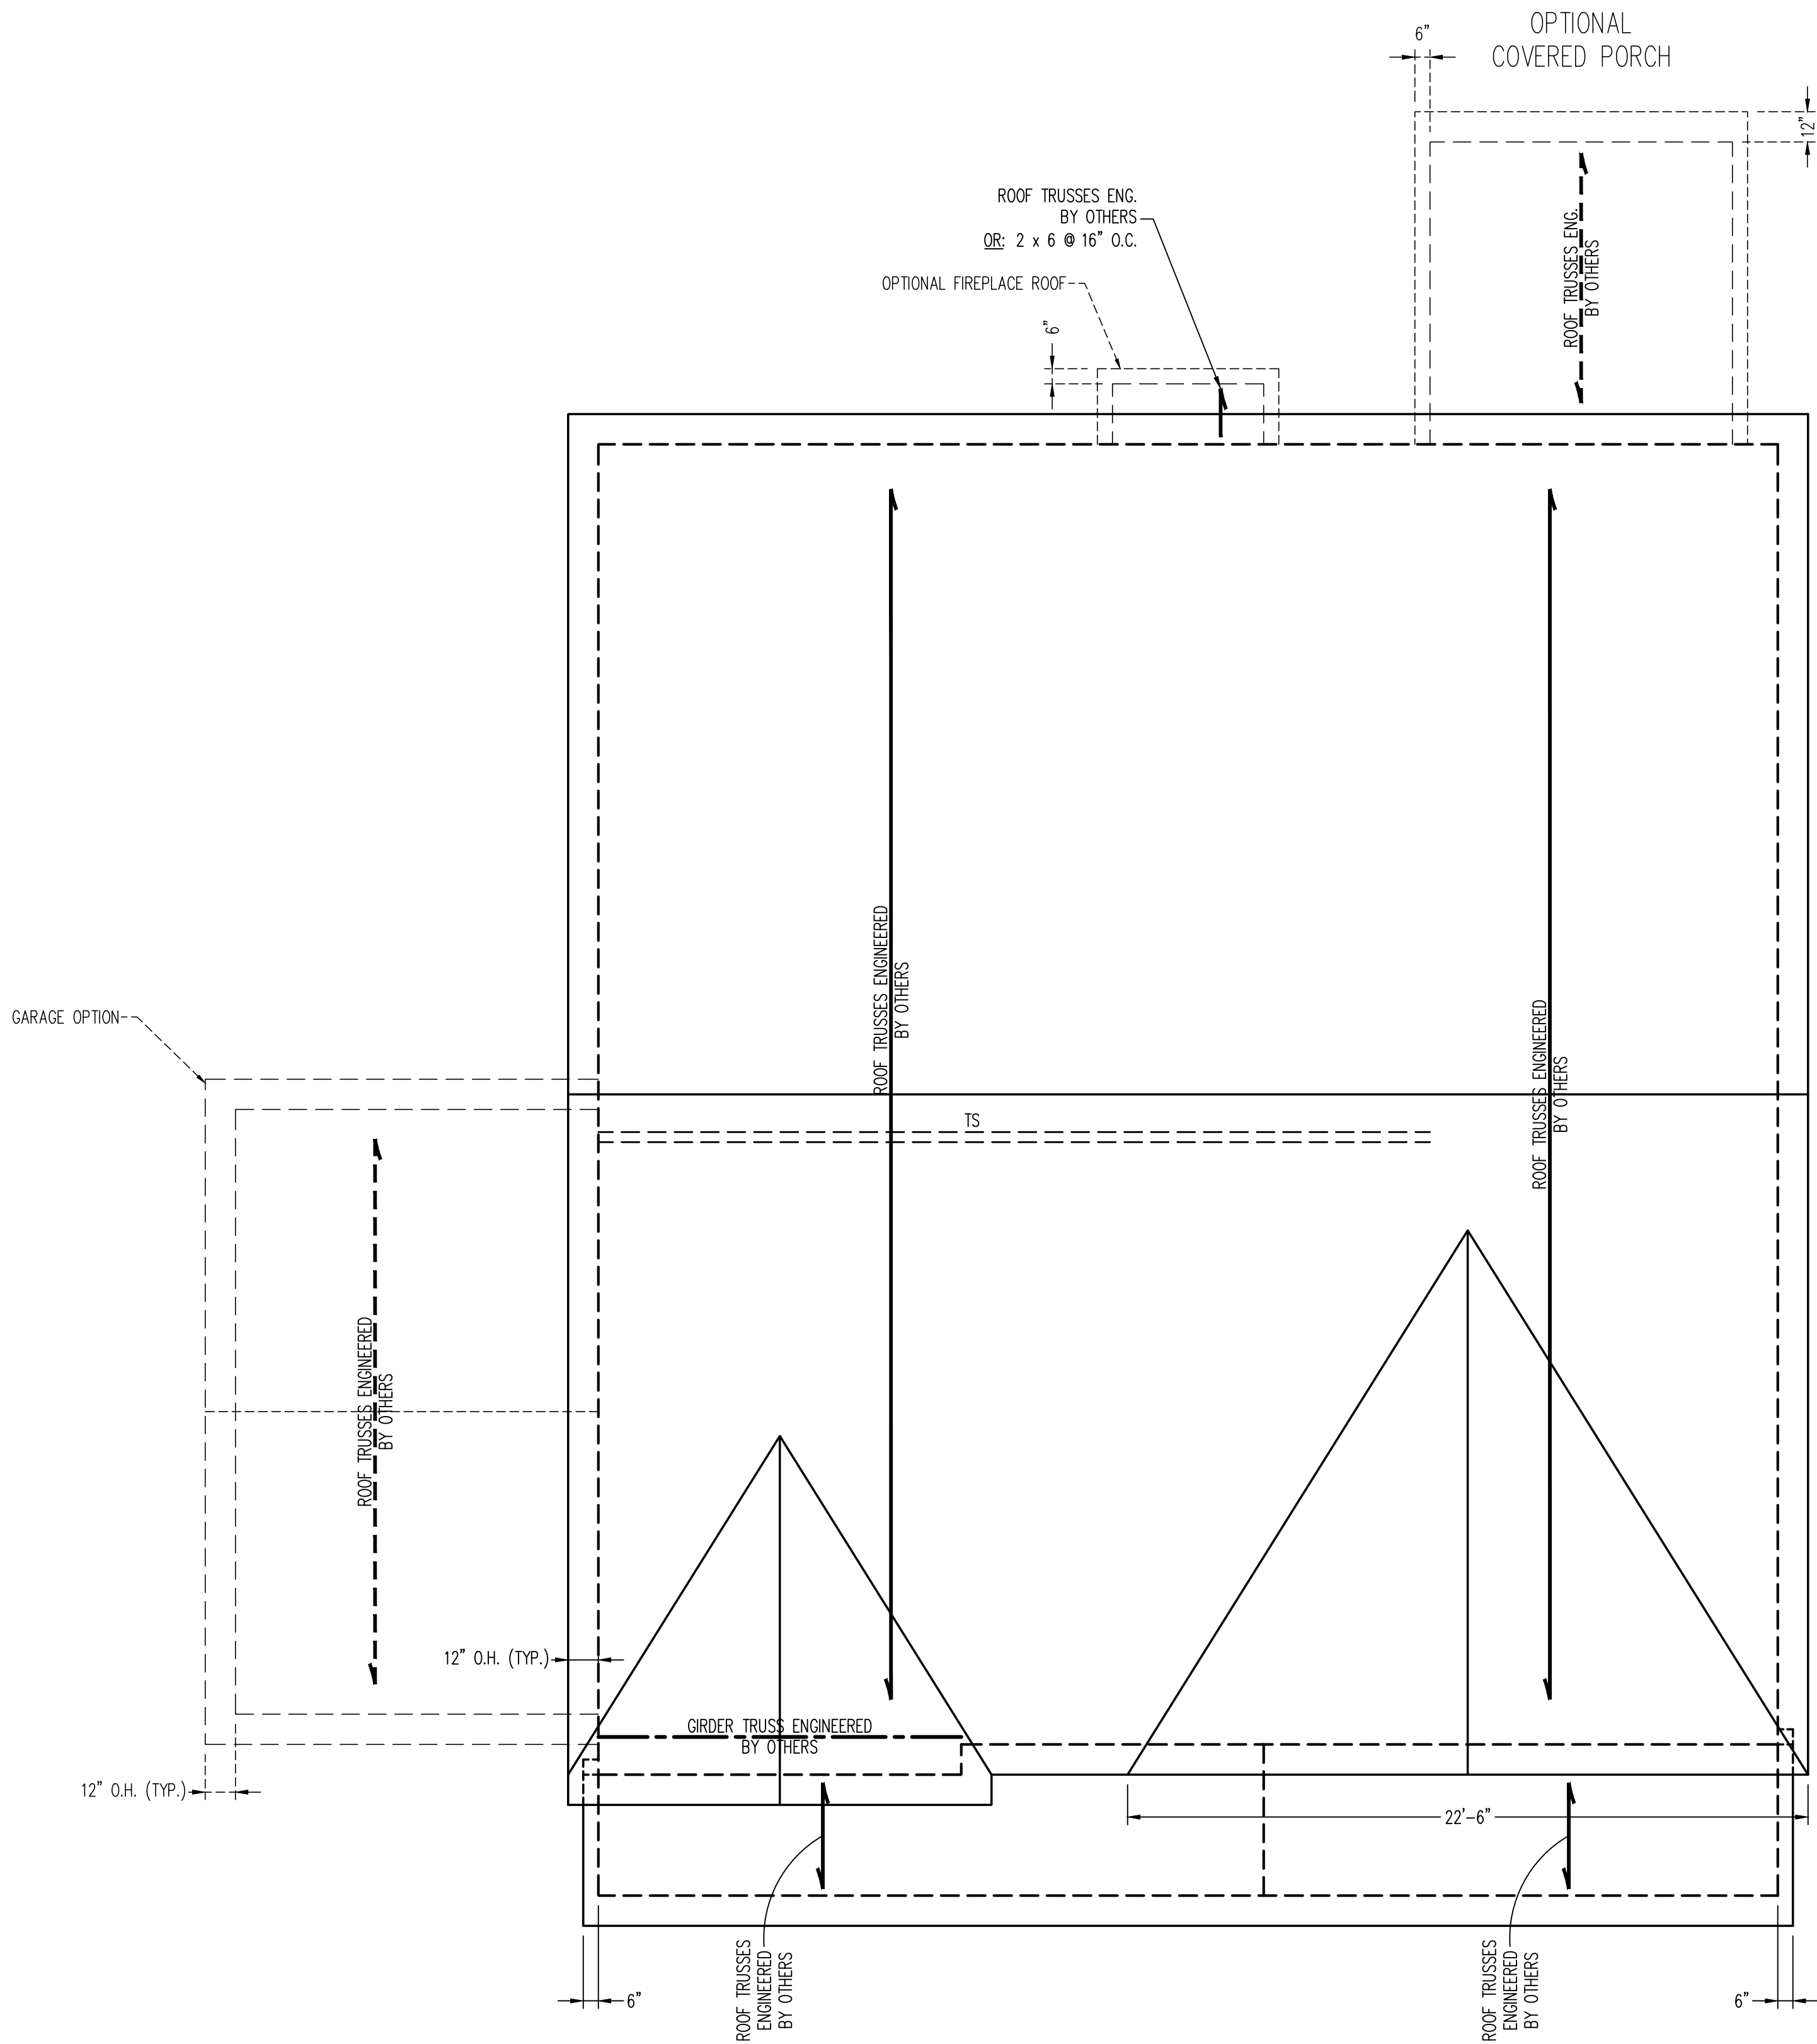 OPTIONAL
COVERED PORCH
6"
12"
ROOF TRUSSES ENG.
BY OTHERS
OR: 2 x 6 @ 16" O.C.
OPTIONAL FIREPLACE ROOF
6"
ROOF TRUSSES ENG.
BY OTHERS
ROOF TRUSSES ENGINEERED
BY OTHERS
ROOF TRUSSES ENGINEERED
BY OTHERS
GARAGE OPTION
TS
ROOF TRUSSES ENGINEERED
BY OTHERS
12" O.H. (TYP.)
GIRDER TRUSS ENGINEERED
BY OTHERS
12" O.H. (TYP.)
22'-6"
ROOF TRUSSES
ENGINEERED
BY OTHERS
ROOF TRUSSES
ENGINEERED
BY OTHERS
6"
6"